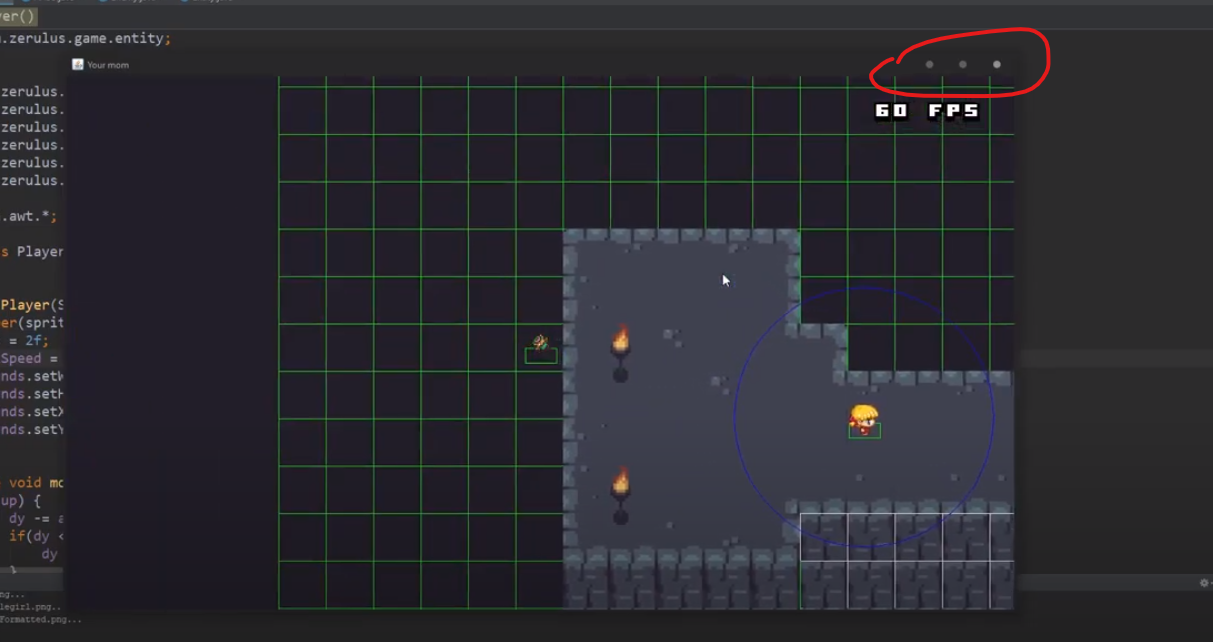 ver()
.zerulus.game.entity;
Your mom
zerulus.
zerulus.
zerulus.
zerulus.
zerulus.
zerulus.
60 FPS
.awt.*;
s Player
Player(S
er(sprit
= 2f;
Speed =
nds.setW
nds.setH
nds.setX
nds.setY
void mo
up) {
dy -= a
if(dy <
dy
}
ng...
legirl.png..
Formatted.png...